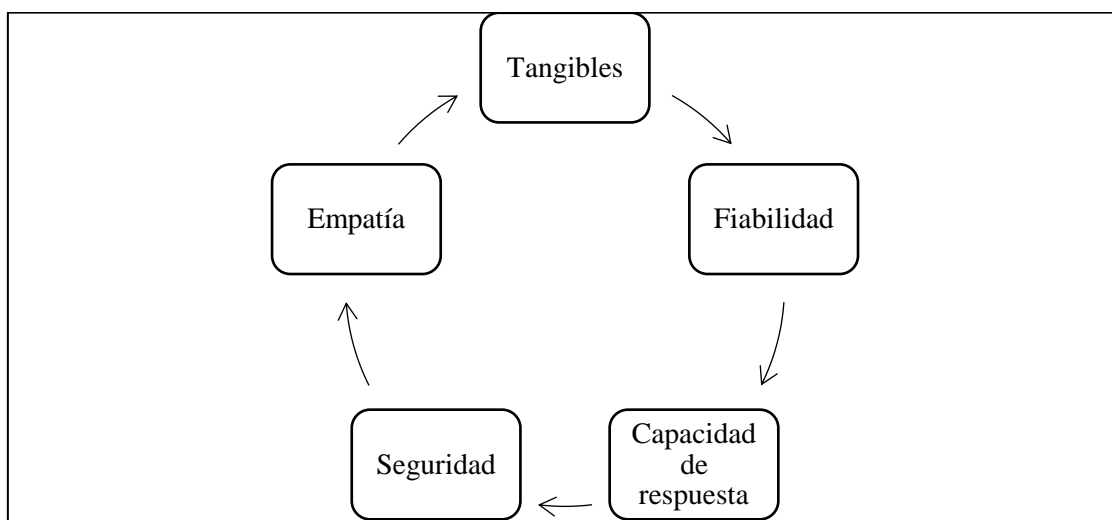 Tangibles
Fiabilidad
Capacidad
de
respuesta
Seguridad
Empatía